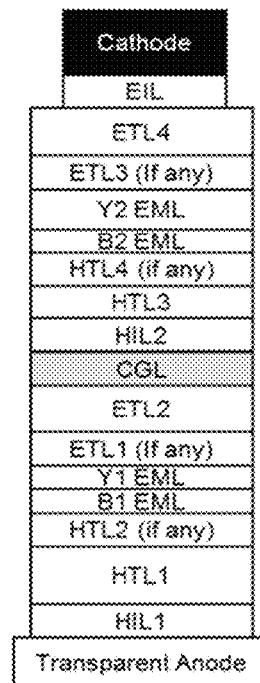 Cathode
EIL
ETL4
ETL3 (If any)
Y2 EML
B2 EML
HTL4 (if any)
HTL3
HIL2
CGL
ETL2
ETL1 (If any)
Y1 EML
B1 EML
HTL2 (if any)
HTL1
HIL1
Transparent Anode